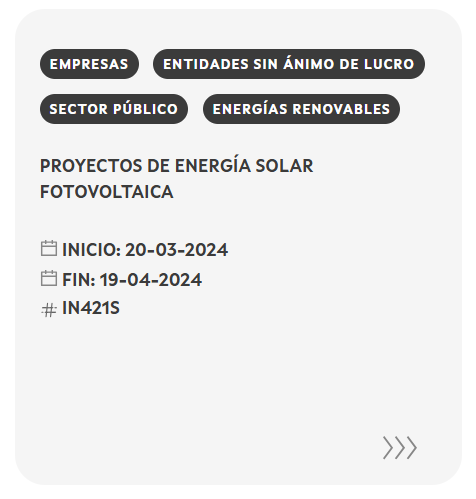 EMPRESAS ENTIDADES SIN ÁNIMO DE LUCRO
SECTOR PÚBLICO ENERGÍAS RENOVABLES
PROYECTOS DE ENERGÍA SOLAR
FOTOVOLTAICA
INICIO: 20-03-2024
FIN: 19-04-2024
# IN421S